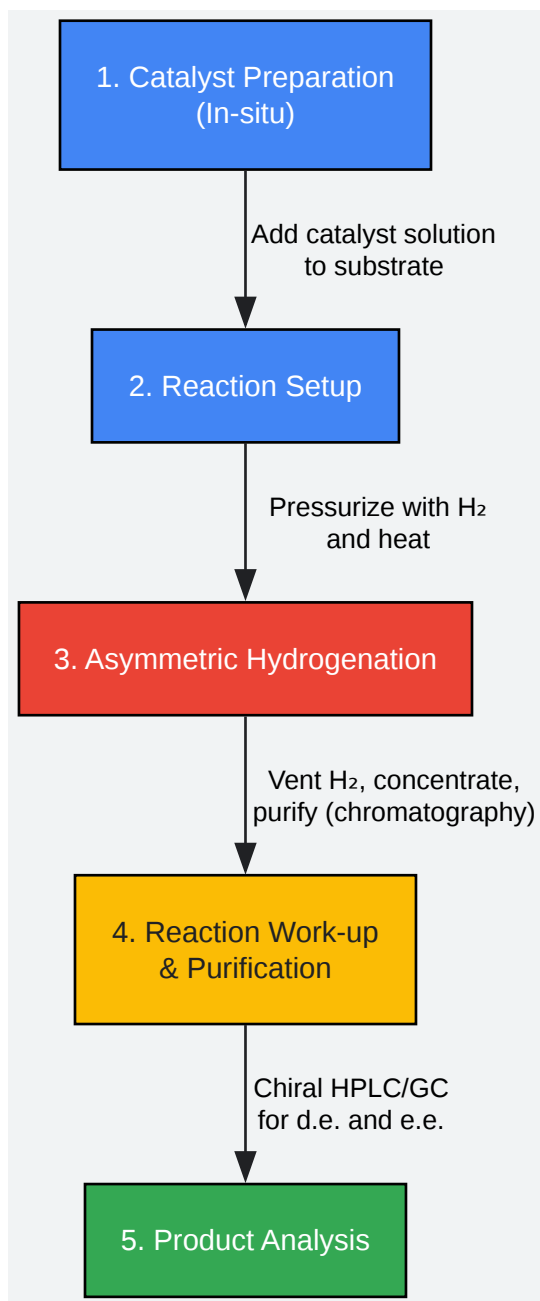 1. Catalyst Preparation
(In-situ)
Add catalyst solution
to substrate
2. Reaction Setup
Pressurize with H₂
and heat
3. Asymmetric Hydrogenation
Vent H₂, concentrate,
purify (chromatography)
4. Reaction Work-up
& Purification
Chiral HPLC/GC
for d.e. and e.e.
5. Product Analysis